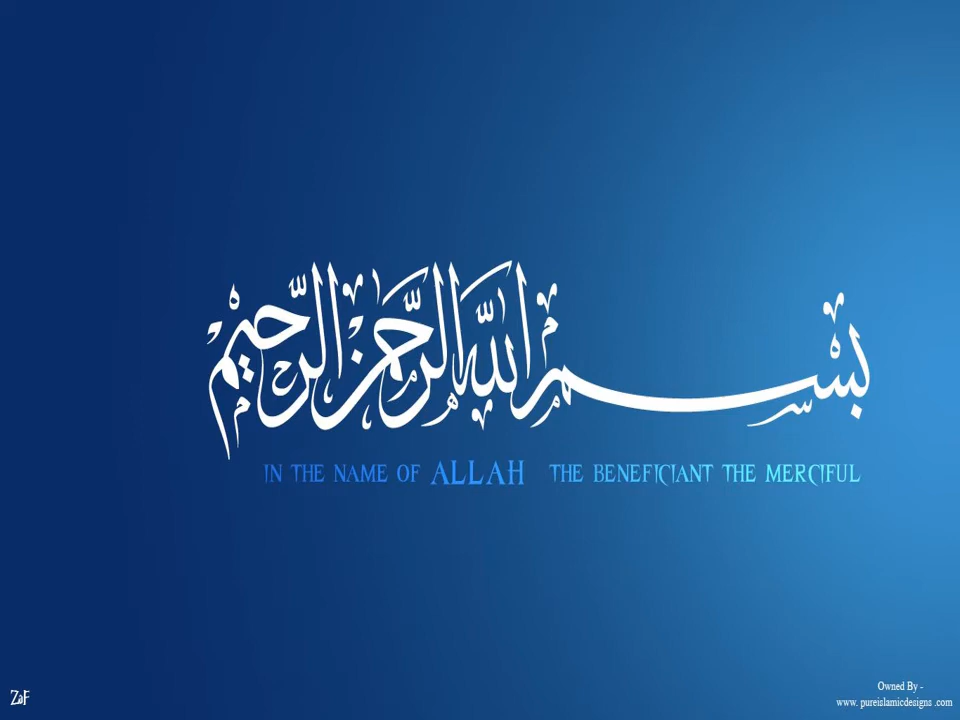 بسم الله الرحمن الرحيم
IN THE NAME OF ALLAH THE BENEFICIANT THE MERCIFUL
ZaF
Owned By -
www. pureislamicdesigns .com